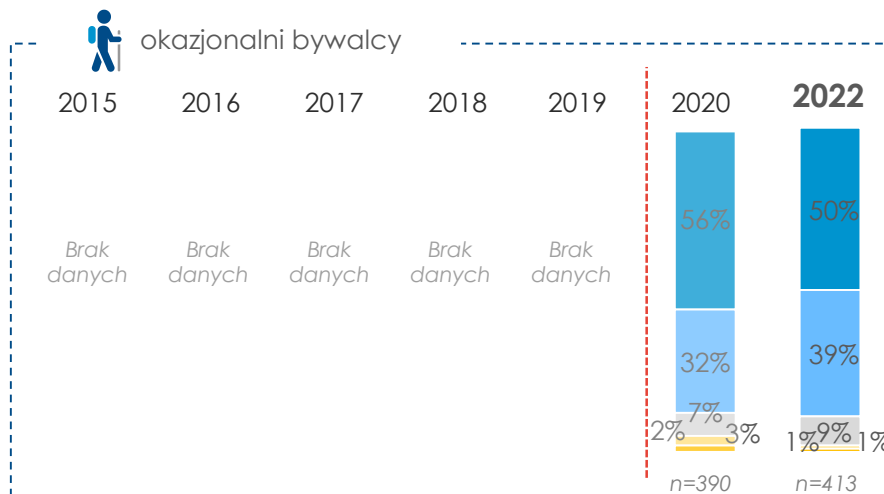 okazjonalni bywalcy
2015 2016 2017 2018 2019 2020 2022
Brak danych
Brak danych
Brak danych
Brak danych
Brak danych
56%
32%
7%
2% 3%
50%
39%
9%
1% 1%
n=390 n=413